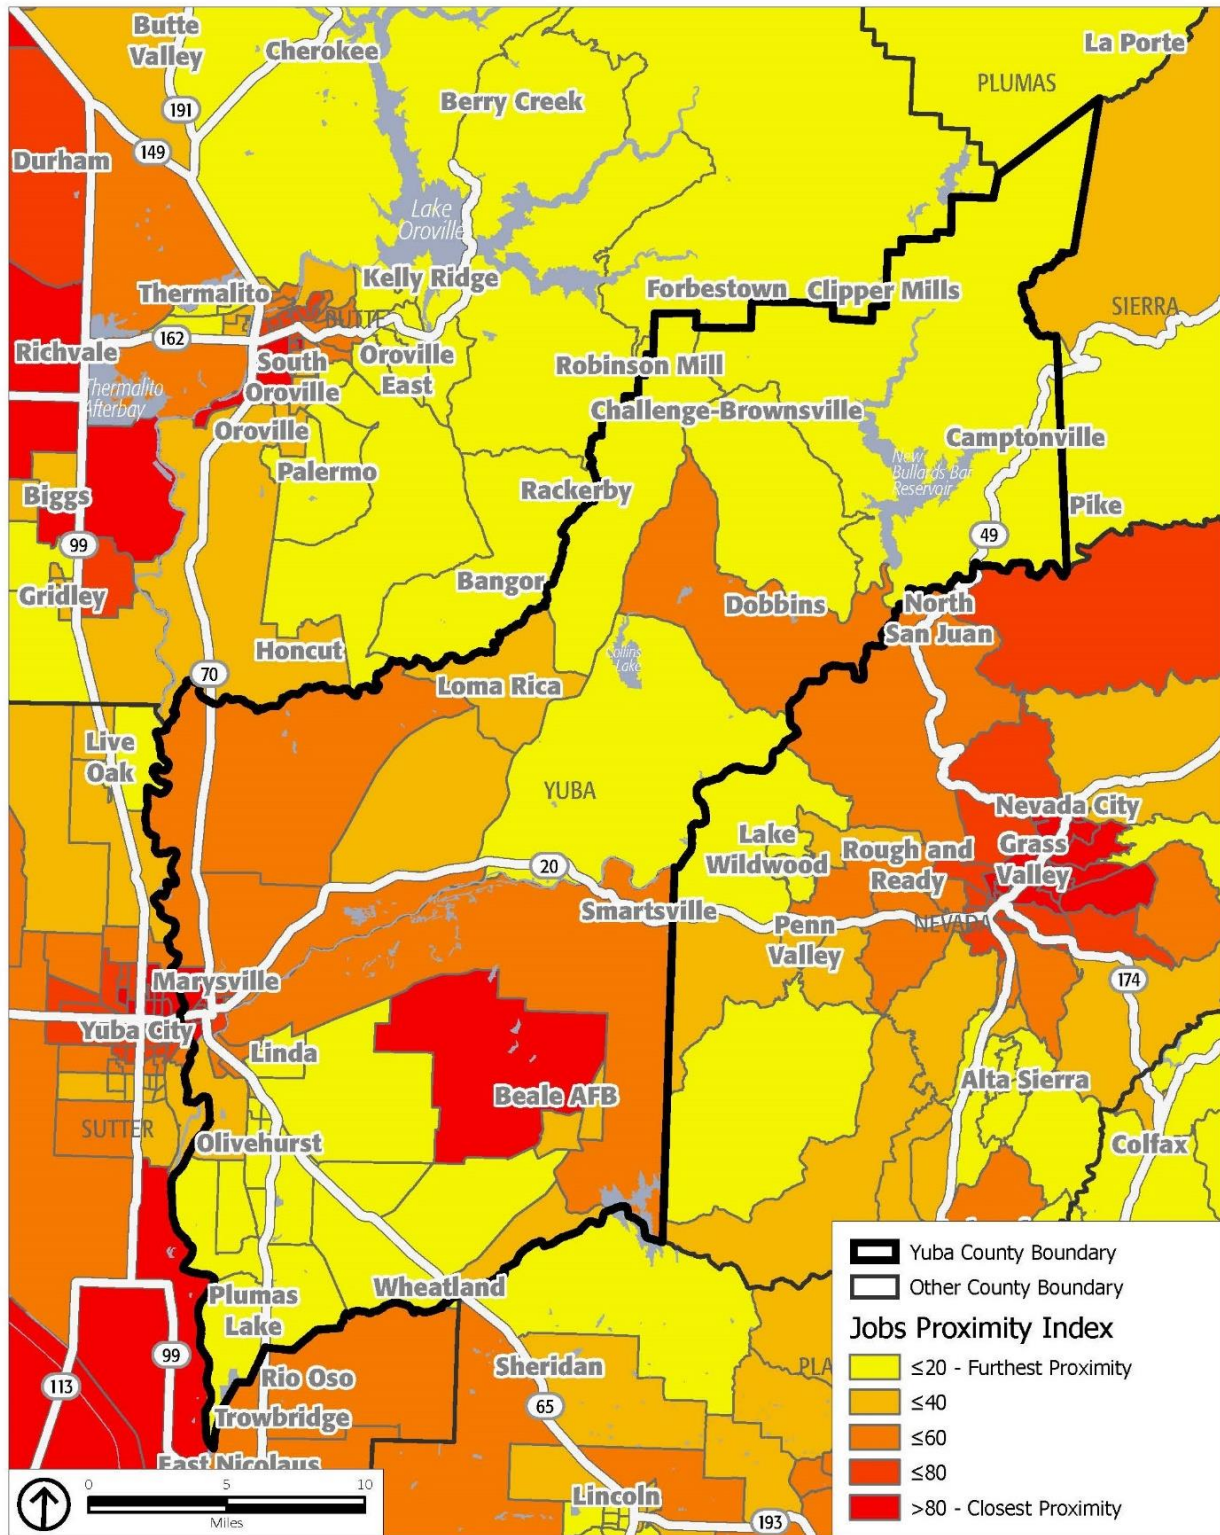 Butte
Valley
Cherokee
La Porte
PLUMAS
Berry Creek
191
149
Durham
Lake
Oroville
Kelly Ridge
Thermalito
Forbestown
Clipper Mills
SIERRA
BUTTE
162
Richvale
South
Oroville
Oroville
East
Robinson Mill
Thermalito
Afterbay
Challenge-Brownsville
Oroville
Camptonville
New
Bullards Bar
Reservoir
Palermo
Rackerby
Biggs
Pike
99
49
Gridley
Bangor
Dobbins
North
San Juan
Honcut
Collins
Lake
70
Loma Rica
Live
Oak
YUBA
Nevada City
Lake
Wildwood
Rough and
Ready
Grass
Valley
20
Smartsville
Penn
Valley
NEVADA
Marysville
174
Yuba City
Linda
Beale AFB
Alta Sierra
SUTTER
Olivehurst
Colfax
Plumas
Lake
Wheatland
99
113
Rio Oso
Sheridan
65
Trowbridge
East Nicolaus
Lincoln
193
PLA
Yuba County Boundary
Other County Boundary
Jobs Proximity Index
≤20 - Furthest Proximity
≤40
≤60
≤80
>80 - Closest Proximity
0 5 10
Miles